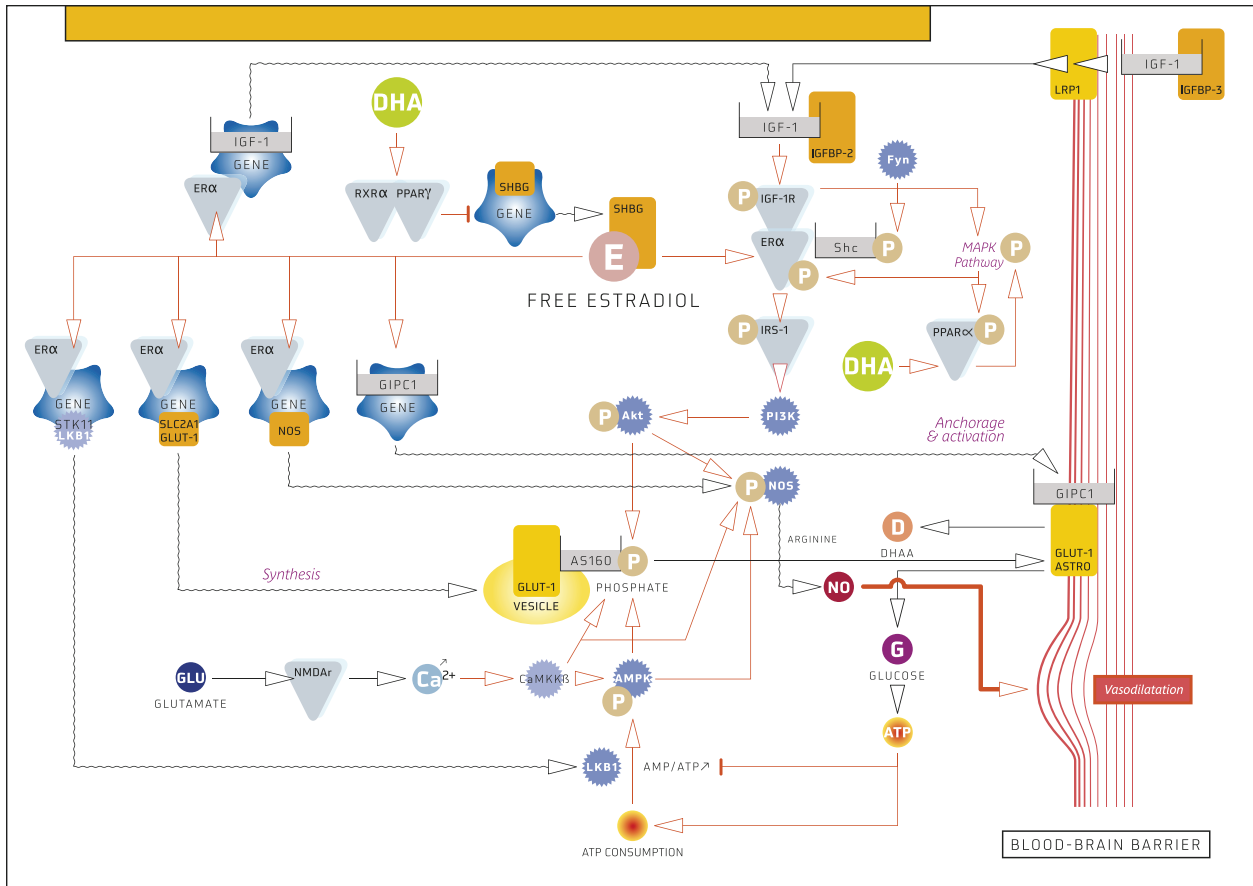 IGF-1
LRP1
IGFBP-3
DHA
IGF-1
GENE
ERα
IGF-1
IGFBP-2
Fyn
RXRα PPARγ
SHBG
GENE
SHBG
E
FREE ESTRADIOL
P
IGF-1R
ERα
Shc
P
P
MAPK
Pathway
P
P
IRS-1
DHA
PPARα
P
ERα
GENE
STK11
LKB1
ERα
GENE
SLC2A1
GLUT-1
ERα
GENE
NOS
GIPC1
GENE
P
Akt
PI3K
Anchorage
& activation
P
NOS
GIPC1
GLUT-1
ASTRO
D
DHAA
ARGININE
AS160
P
PHOSPHATE
GLUT-1
VESICLE
Synthesis
NO
G
GLUCOSE
GLU
GLUTAMATE
NMDAr
Ca2+
↗
CaMKKß
AMPK
P
Vasodilatation
ATP
LKB1
AMP/ATP↗
ATP CONSUMPTION
BLOOD-BRAIN BARRIER